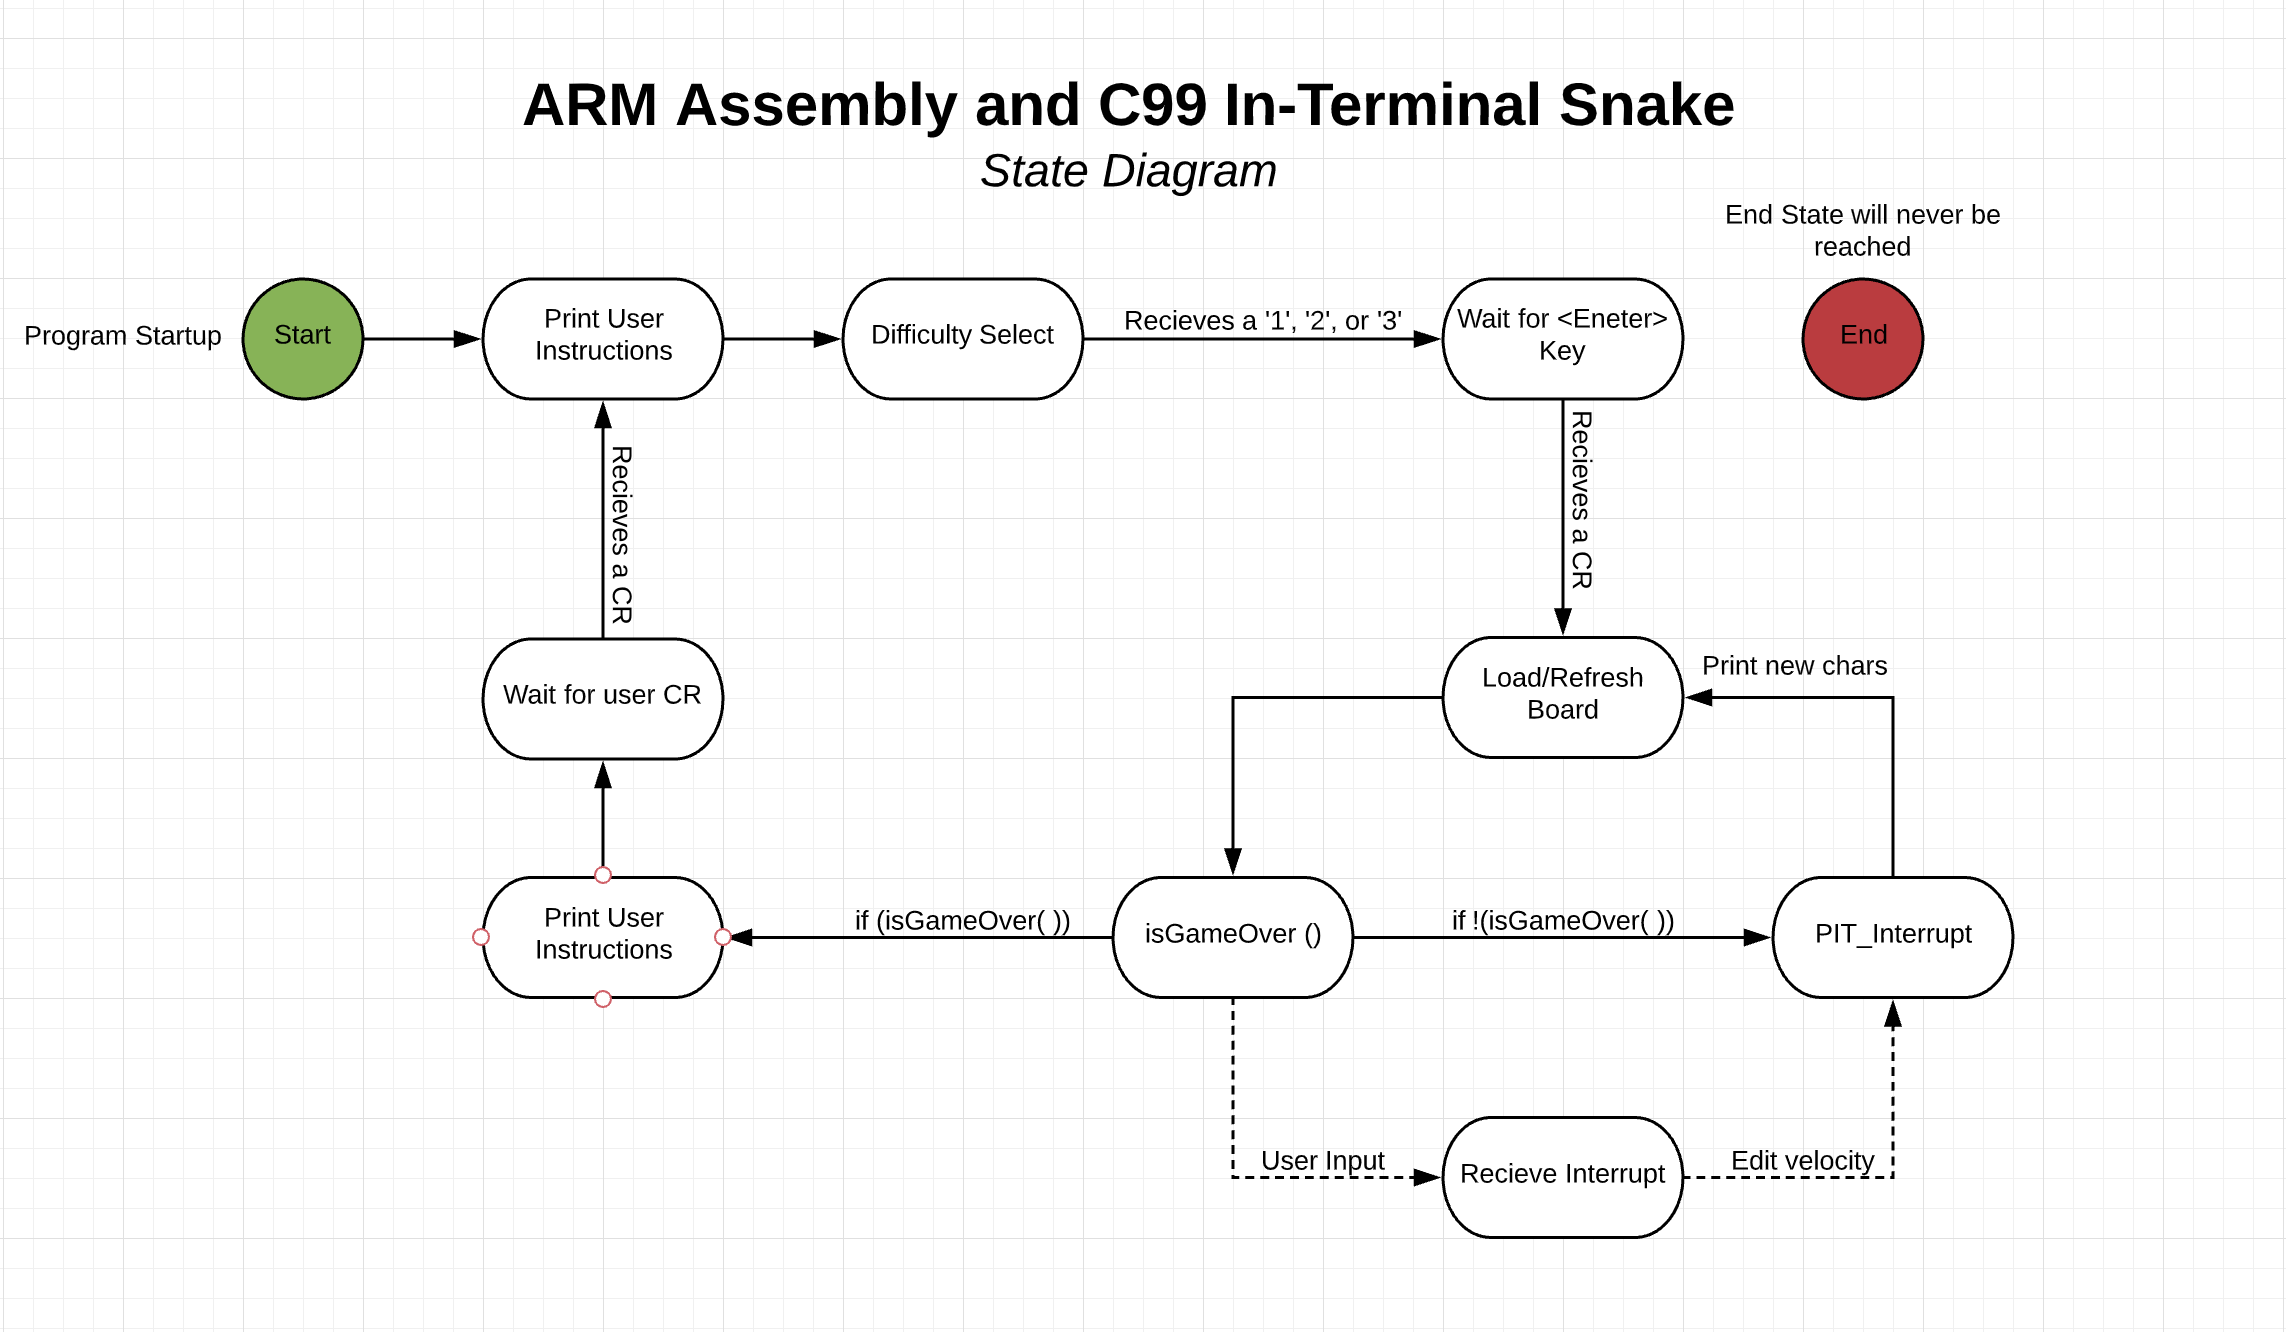 ARM Assembly and C99 In-Terminal Snake
State Diagram
End State will never be
reached
Program Startup
Start
Print User
Instructions
Difficulty Select
Recieves a '1', '2', or '3'
Wait for <Eneter>
Key
End
Recieves a CR
Recieves a CR
Wait for user CR
Load/Refresh
Board
Print new chars
Print User
Instructions
if (isGameOver( ))
isGameOver ()
if !(isGameOver( ))
PIT_Interrupt
User Input
Recieve Interrupt
Edit velocity